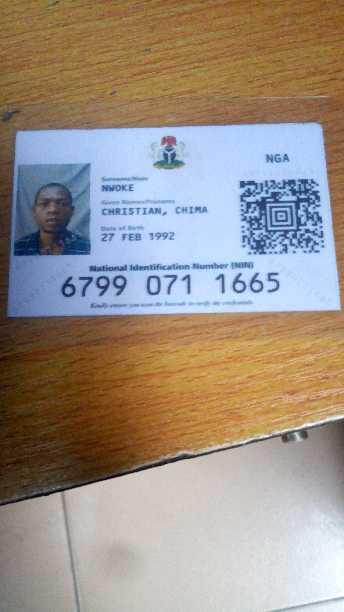 NGA
Surname/Nom
NWOKE
Given Names/Prénoms
CHRISTIAN, CHIMA
Date of Birth
27 FEB 1992
National Identification Number (NIN)
6799 071 1665
Kindly ensure you scan the barcode to verify the credentials